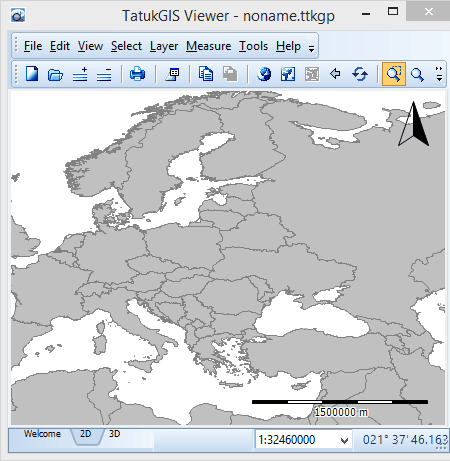 TatukGIS Viewer - noname.ttkgp
File Edit View Select Layer Measure Tools Help
1500000 m
Welcome 2D 3D
1:32460000 021° 37' 46.163